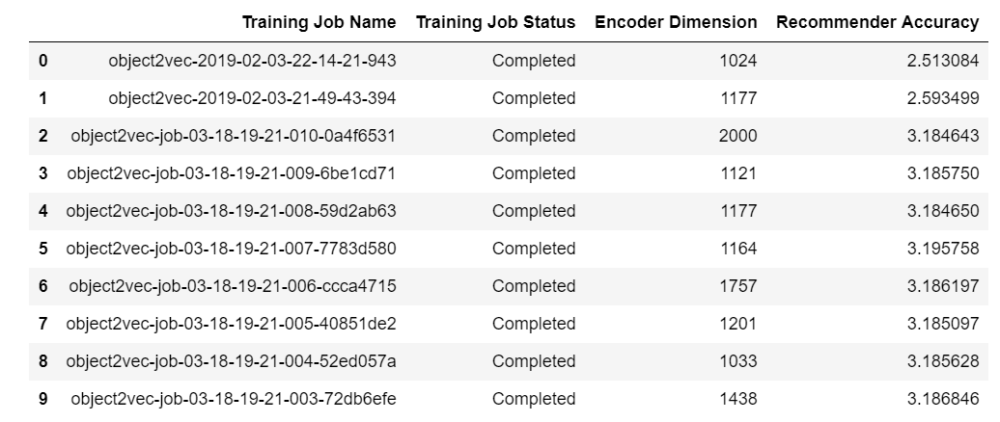 Training Job Name Training Job Status Encoder Dimension Recommender Accuracy
0 object2vec-2019-02-03-22-14-21-943 Completed 1024 2.513084
1 object2vec-2019-02-03-21-49-43-394 Completed 1177 2.593499
2 object2vec-job-03-18-19-21-010-0a4f6531 Completed 2000 3.184643
3 object2vec-job-03-18-19-21-009-6be1cd71 Completed 1121 3.185750
4 object2vec-job-03-18-19-21-008-59d2ab63 Completed 1177 3.184650
5 object2vec-job-03-18-19-21-007-7783d580 Completed 1164 3.195758
6 object2vec-job-03-18-19-21-006-ccca4715 Completed 1757 3.186197
7 object2vec-job-03-18-19-21-005-40851de2 Completed 1201 3.185097
8 object2vec-job-03-18-19-21-004-52ed057a Completed 1033 3.185628
9 object2vec-job-03-18-19-21-003-72db6efe Completed 1438 3.186846